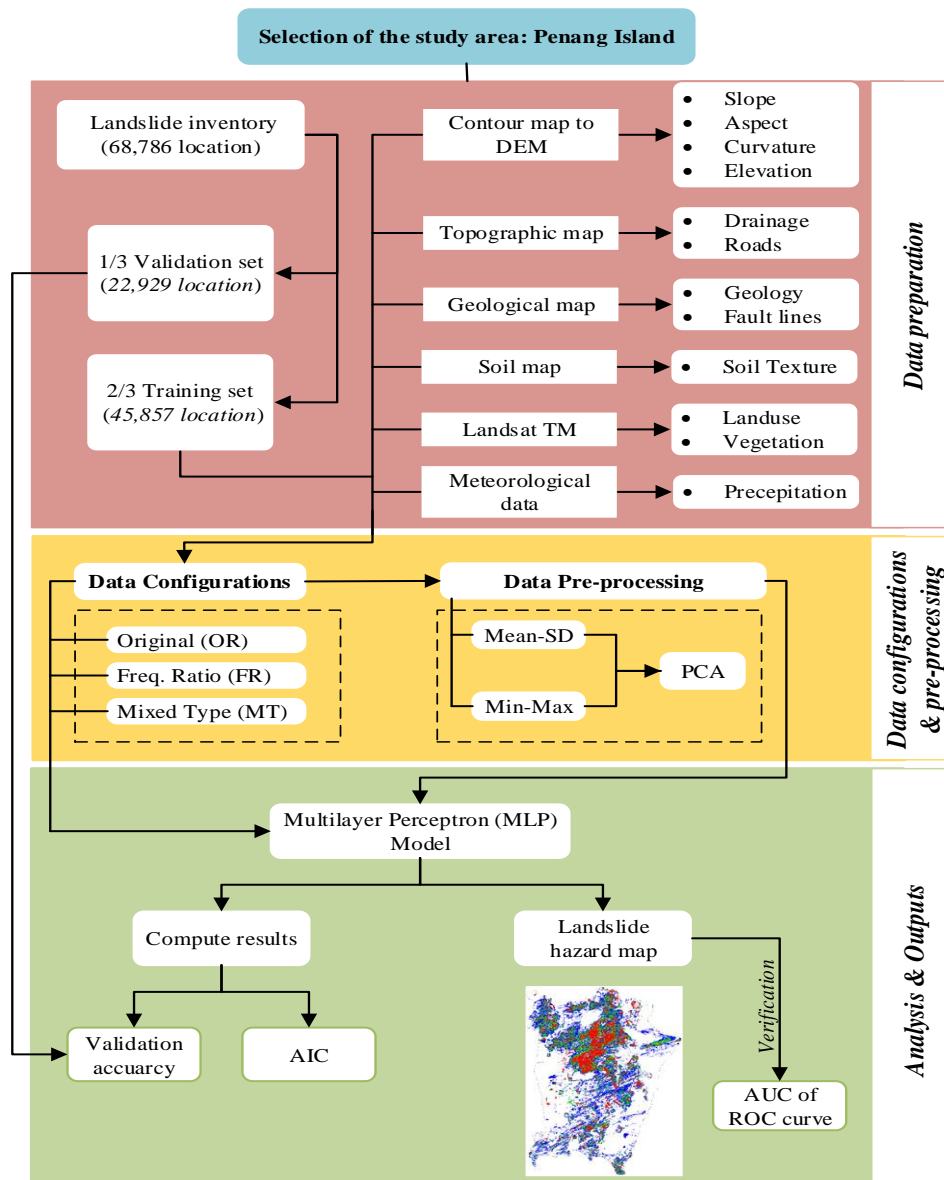 Selection of the study area: Penang Island
Landslide inventory
(68,786 location)
1/3 Validation set
(22,929 location)
2/3 Training set
(45,857 location)
Contour map to
DEM
• Slope
• Aspect
• Curvature
• Elevation
Topographic map
• Drainage
• Roads
Geological map
• Geology
• Fault lines
Soil map
• Soil Texture
Landsat TM
• Landuse
• Vegetation
Meteorological
data
• Precepitation
Data preparation
Data Configurations
Original (OR)
Freq. Ratio (FR)
Mixed Type (MT)
Data Pre-processing
Mean-SD
Min-Max
PCA
Data configurations
& pre-processing
Multilayer Perceptron (MLP)
Model
Compute results
Validation
accuarcy
AIC
Landslide
hazard map
Verification
AUC of
ROC curve
Analysis & Outputs